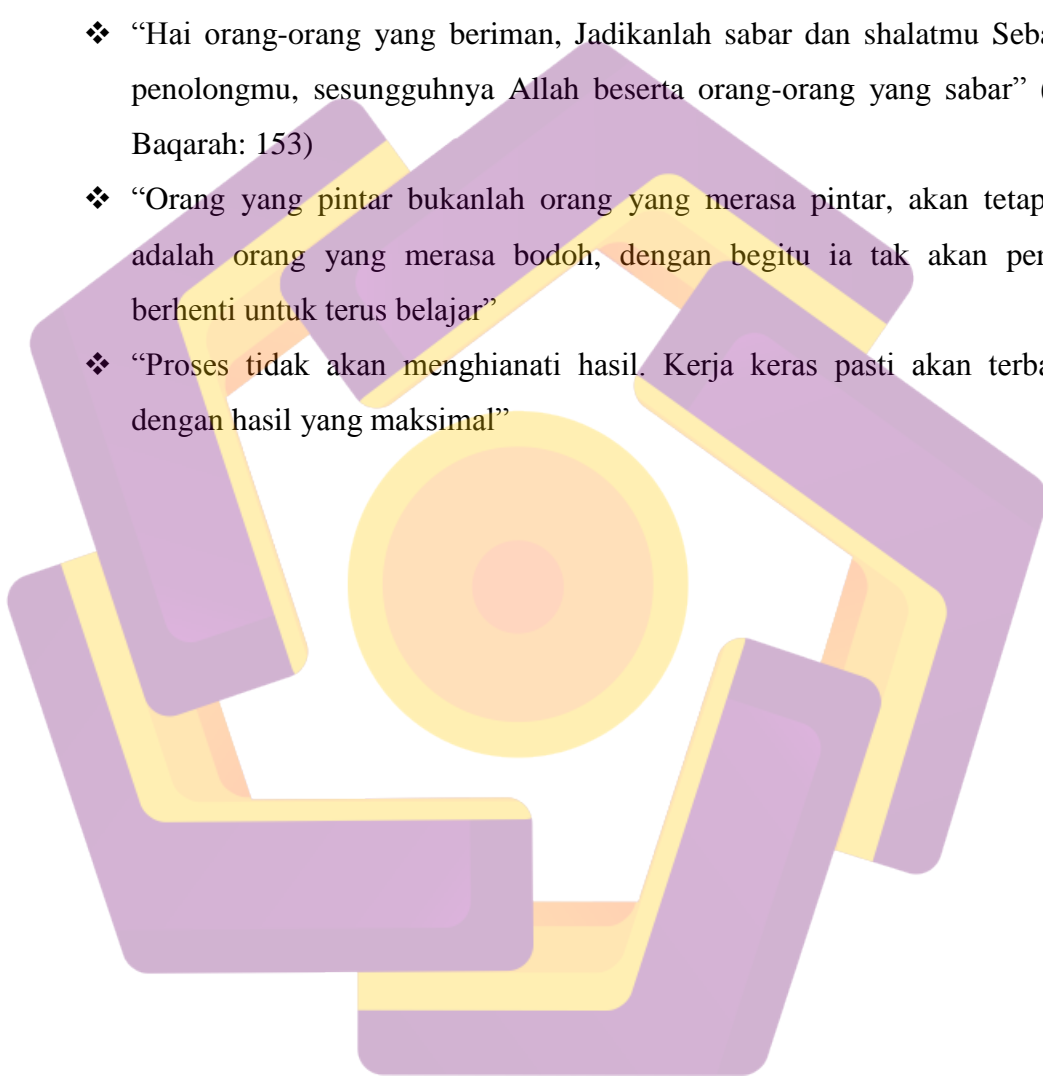 ❖ “Hai orang-orang yang beriman, Jadikanlah sabar dan shalatmu Seba
penolongmu, sesungguhnya Allah beserta orang-orang yang sabar” (
Baqarah: 153)
❖ “Orang yang pintar bukanlah orang yang merasa pintar, akan tetap
adalah orang yang merasa bodoh, dengan begitu ia tak akan per
berhenti untuk terus belajar”
❖ “Proses tidak akan menghianati hasil. Kerja keras pasti akan terba
dengan hasil yang maksimal”